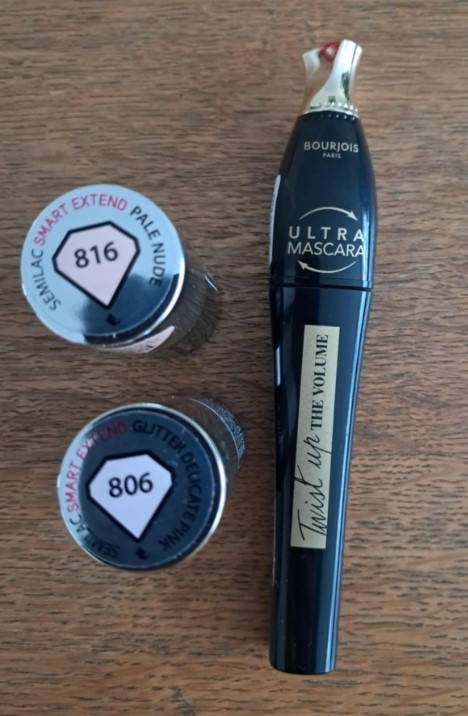 SEMILAC SMART EXTEND PALE NUDE
816
SEMILAC SMART EXTEND GLITTER DELICATE PINK
806
BOURJOIS
PARIS
ULTRA
MASCARA
Twist up THE VOLUME